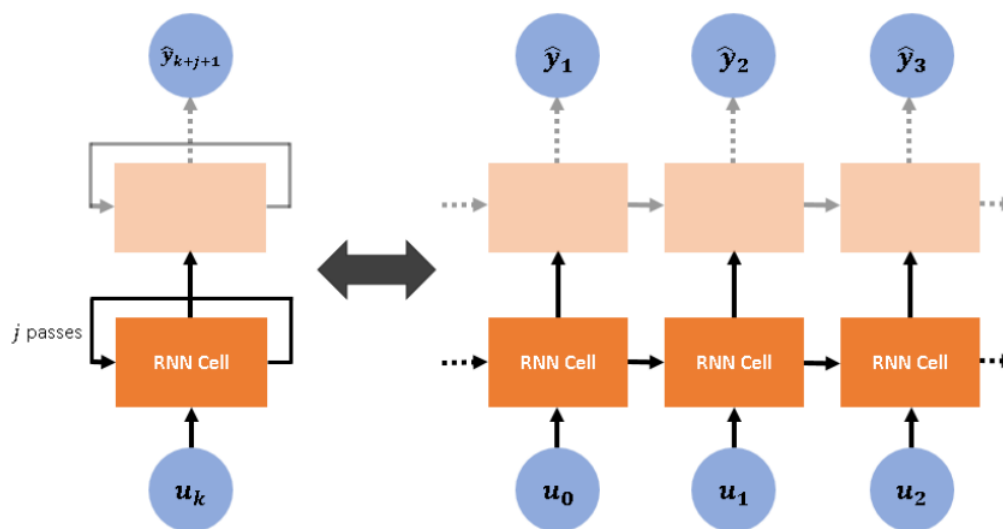 ŷₖ₊ⱼ₊₁
ŷ₁
ŷ₂
ŷ₃
j passes
RNN Cell
RNN Cell
RNN Cell
RNN Cell
uₖ
u₀
u₁
u₂